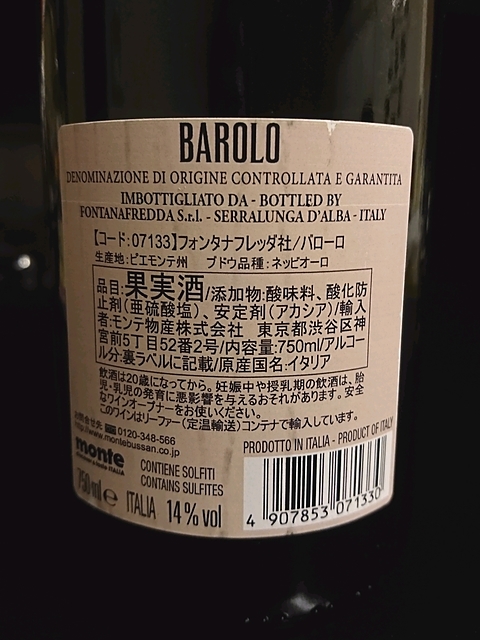 BAROLO
DENOMINAZIONE DI ORIGINE CONTROLLATA E GARANTITA
IMBOTTIGLIATO DA - BOTTLED BY
FONTANAFREDDA S.r.l. - SERRALUNGA D'ALBA - ITALY
【コード:07133】フォンタナフレッダ社/バローロ
生産地:ピエモンテ州 ブドウ品種:ネッビオーロ
品目:果実酒/添加物:酸味料、酸化防
止剤(亜硫酸塩)、安定剤(アカシア)/輸入
者:モンテ物産株式会社 東京都渋谷区神
宮前5丁目52番2号/内容量:750ml/アルコー
ル分:裏ラベルに記載/原産国名:イタリア
飲酒は20歳になってから。妊娠中や授乳期の飲酒は、胎
児・乳児の発育に悪影響を与えるおそれがあります。安全
なワインオープナーをお使いください。
このワインはリーファー(定温輸送)コンテナで輸入しています。
お問合せ先 0120-348-566
http://www.montebussan.co.jp
monte
PRODOTTO IN ITALIA - PRODUCT OF ITALY
CONTIENE SOLFITI
CONTAINS SULFITES
750 ml e ITALIA 14% vol
4 907853 071330